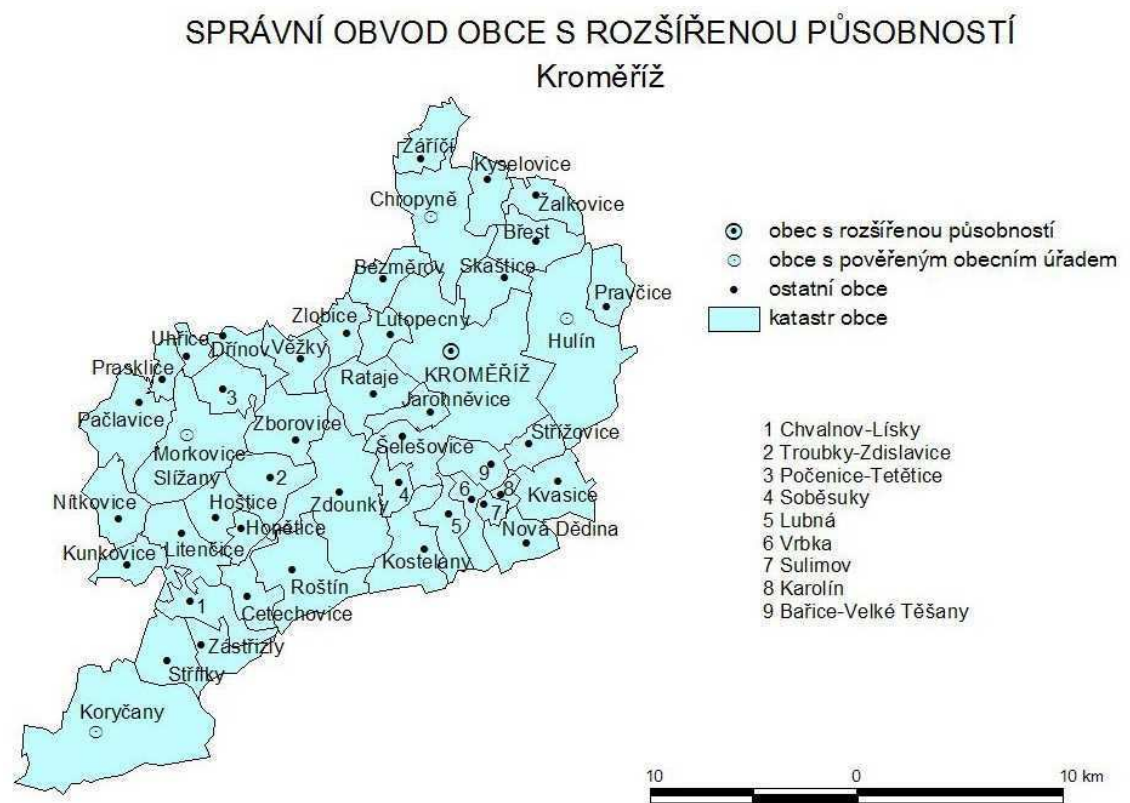 SPRÁVNÍ OBVOD OBCE S ROZŠÍŘENOU PŮSOBNOSTÍ
Kroměříž
Záříčí
Kyselovice
Chropyně
Žalkovice
Břest
Bezměrov
Skaštice
Pravčice
Zlobice
Lutopecny
Hulín
Uhřice
Dřínov
Věžky
Prasklice
Rataje
KROMĚŘÍŽ
3
Jarohněvice
Pačlavice
Zborovice
Šelešovice
Střížovice
Morkovice-
Slížany
9
2
4
Zdounky
6
8
7
Kvasice
Nítkovice
Hoštice
5
Honětice
Nová Dědina
Kunkovice
Litenčice
Kostelany
Roštín
1
Cetechovice
Zástřizly
Střílky
Koryčany
obec s rozšířenou působností
obce s pověřeným obecním úřadem
ostatní obce
katastr obce
1 Chvalnov-Lísky
2 Troubky-Zdislavice
3 Počenice-Tetětice
4 Soběsuky
5 Lubná
6 Vrbka
7 Sulimov
8 Karolín
9 Bařice-Velké Těšany
10 0 10 km